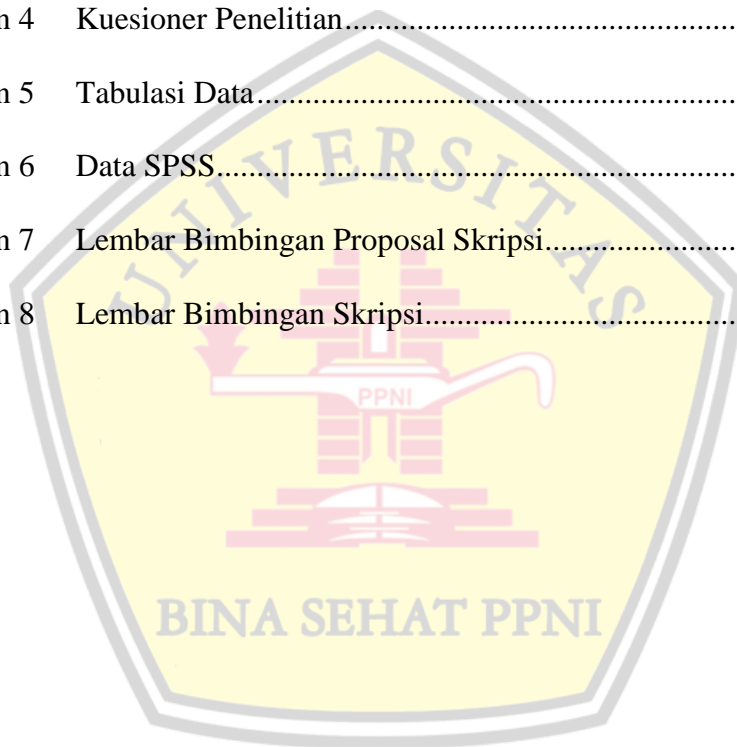 n 4 Kuesioner Penelitian........................................................
n 5 Tabulasi Data...................................................................
n 6 Data SPSS........................................................................
n 7 Lembar Bimbingan Proposal Skripsi................................
n 8 Lembar Bimbingan Skripsi..............................................
UNIVERSITAS
PPNI
BINA SEHAT PPNI